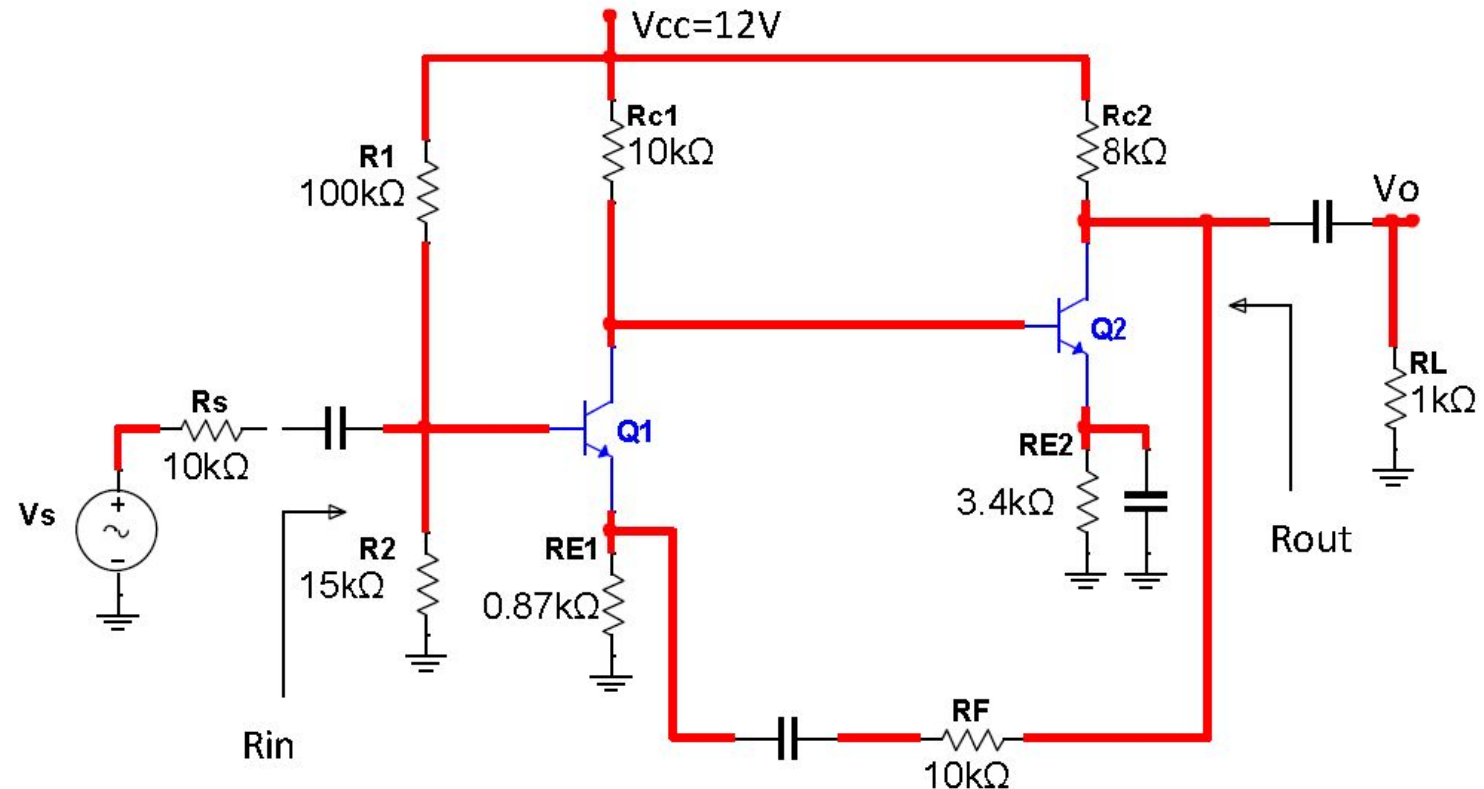 Vcc=12V
Rc1
10kΩ
Rc2
8kΩ
R1
100kΩ
Vo
Q2
RL
1kΩ
Rs
10kΩ
Q1
RE2
3.4kΩ
Vs
+
−
R2
15kΩ
RE1
0.87kΩ
Rout
Rin
RF
10kΩ